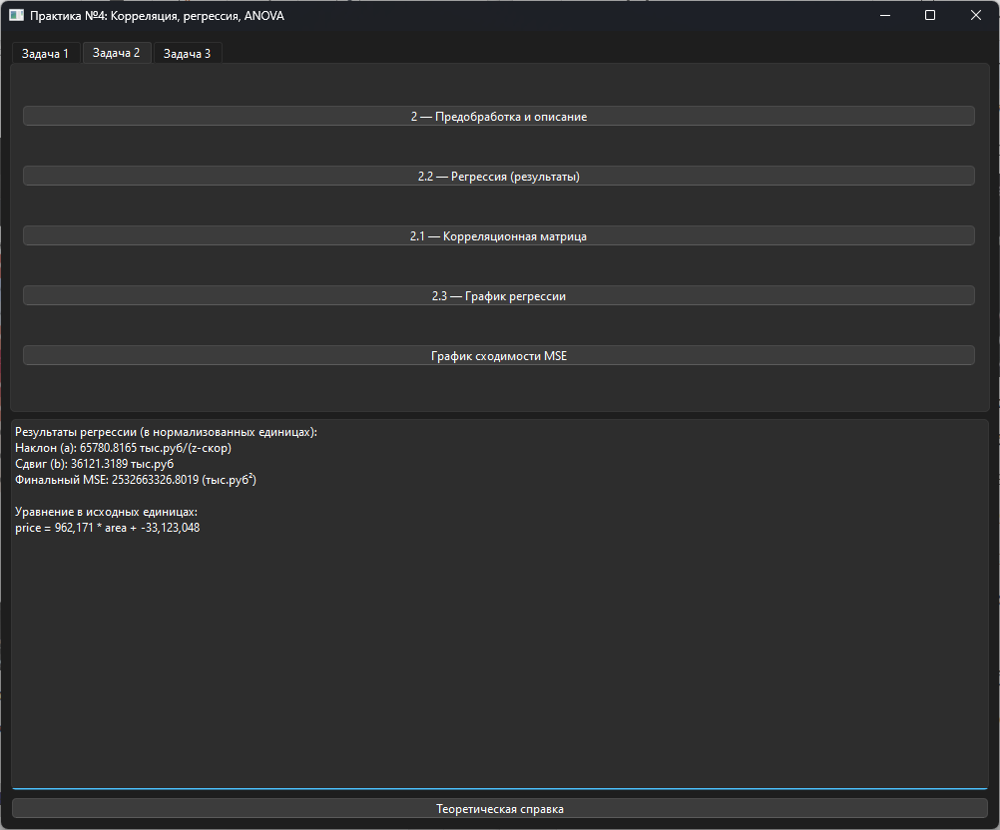 Практика №4: Корреляция, регрессия, ANOVA
Задача 1
Задача 2
Задача 3
2 — Предобработка и описание
2.2 — Регрессия (результаты)
2.1 — Корреляционная матрица
2.3 — График регрессии
График сходимости MSE
Результаты регрессии (в нормализованных единицах):
Наклон (a): 65780.8165 тыс.руб/(z-скор)
Сдвиг (b): 36121.3189 тыс.руб
Финальный MSE: 2532663326.8019 (тыс.руб²)
Уравнение в исходных единицах:
price = 962,171 * area + -33,123,048
Теоретическая справка